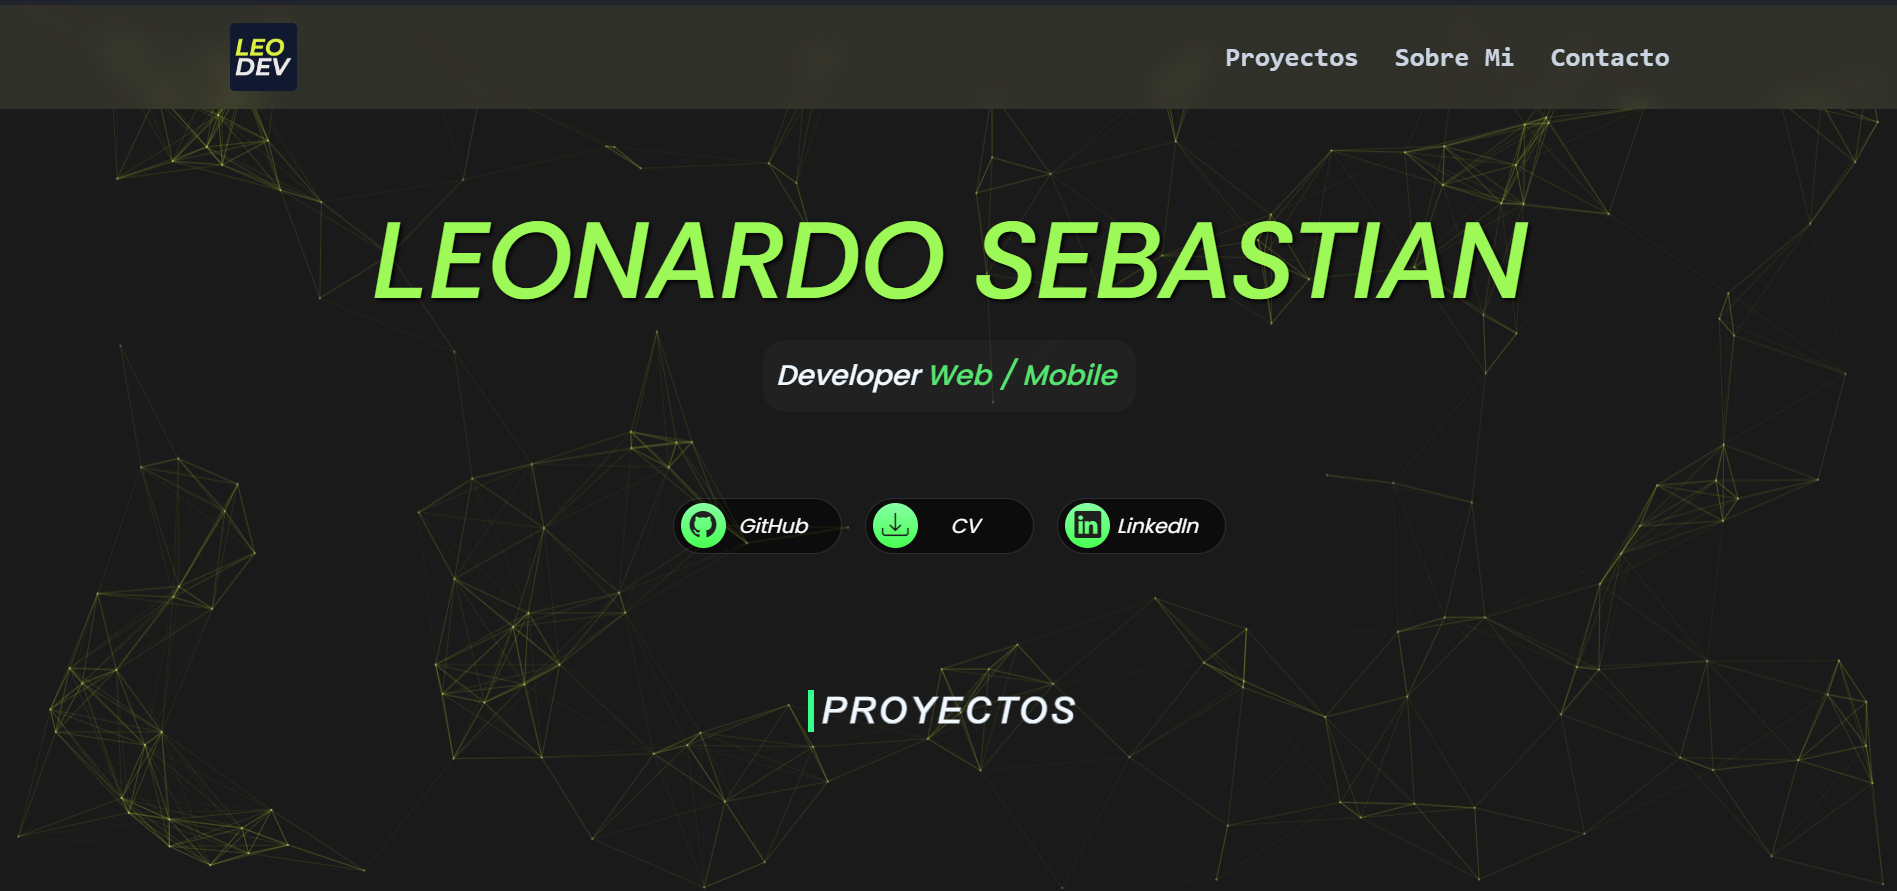 LEO
DEV
Proyectos Sobre Mi Contacto
LEONARDO SEBASTIAN
Developer Web / Mobile
GitHub CV LinkedIn
PROYECTOS